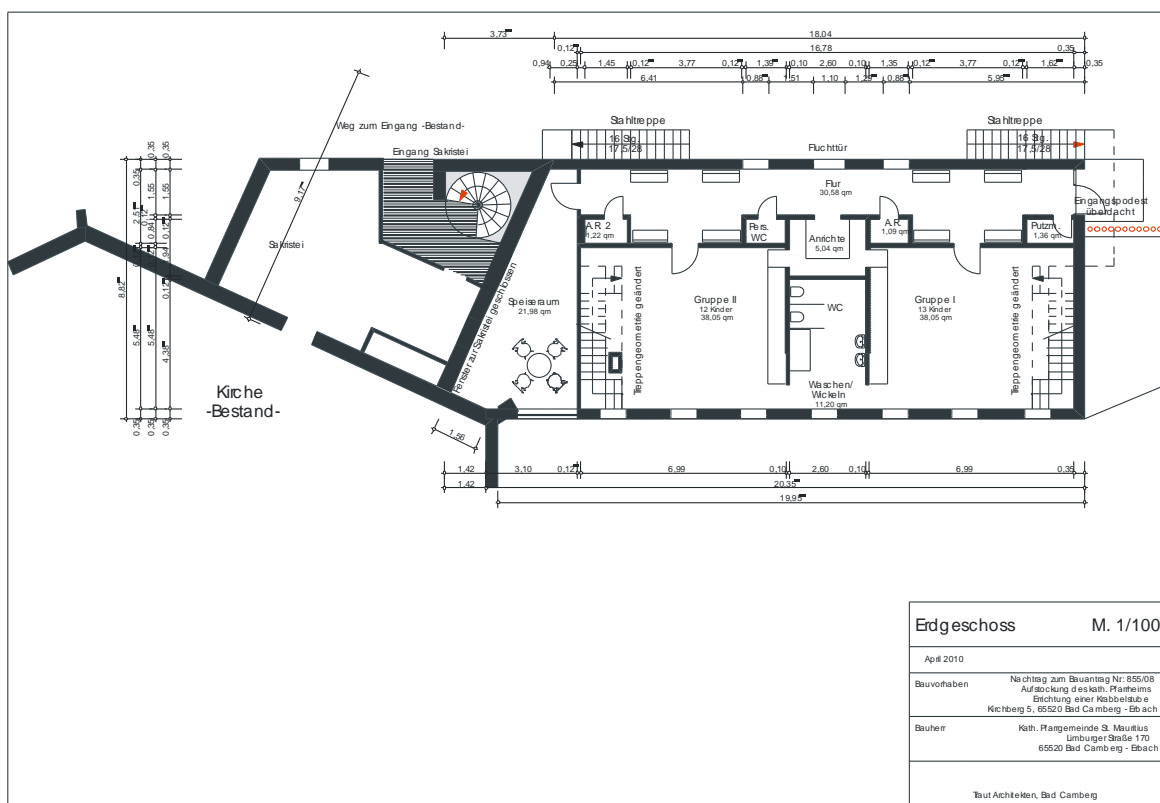 3,73 18,04
0,12 16,78 0,35
0,94 0,25 1,45 0,12 3,77 0,12 1,35 0,10 2,60 0,10 1,35 0,12 3,77 0,12 1,62 0,35
6,41 0,88 1,51 1,10 1,29 0,88 5,95
Stahltreppe
16 Stg.
17,5/28
Stahltreppe
16 Stg.
17,5/28
Weg zum Eingang -Bestand-
Eingang Sakristei
Fluchttür
Flur
30,58 qm
Eingangspodest
überdacht
9,17
Sakristei
A.R. 2
1,22 qm
Pers.
WC
Anrichte
5,04 qm
A.R.
1,09 qm
Putzm.
1,36 qm
Fenster zur Sakristei geschlossen
Speiseraum
21,98 qm
Treppengeometrie geändert
Gruppe II
12 Kinder
38,05 qm
WC
Gruppe I
13 Kinder
38,05 qm
Treppengeometrie geändert
Waschen/
Wickeln
11,20 qm
Kirche
-Bestand-
8,82
5,48
5,48
4,38
0,35 0,35 0,35
1,56
1,42 3,10 0,12 6,99 0,10 2,60 0,10 6,99 0,35
1,42 20,35
19,95
Erdgeschoss M. 1/100
April 2010
Bauvorhaben
Nachtrag zum Bauantrag Nr: 855/08
Aufstockung des kath. Pfarrheims
Errichtung einer Krabbelstube
Kirchberg 5, 65520 Bad Camberg - Erbach
Bauherr
Kath. Pfarrgemeinde St. Mauritius
Limburger Straße 170
65520 Bad Camberg - Erbach
Traut Architekten, Bad Camberg